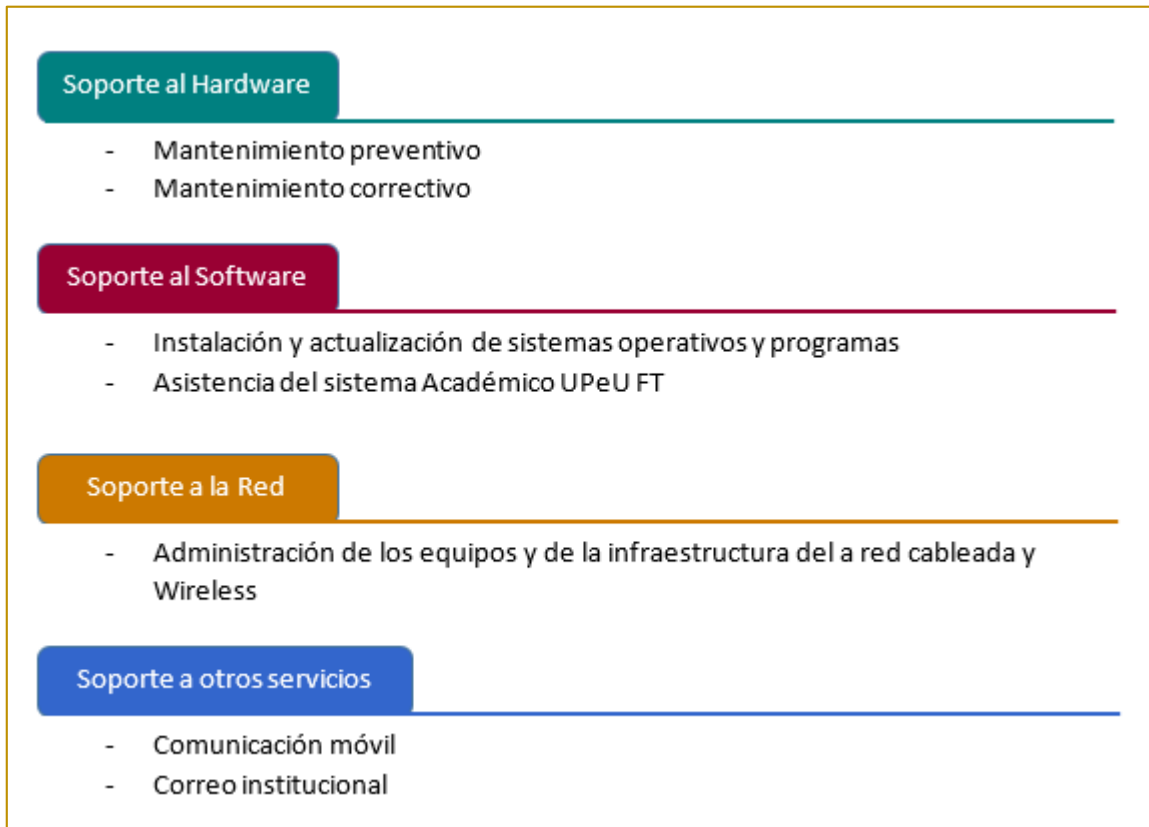 Soporte al Hardware
- Mantenimiento preventivo
- Mantenimiento correctivo
Soporte al Software
- Instalación y actualización de sistemas operativos y programas
- Asistencia del sistema Académico UPeU FT
Soporte a la Red
- Administración de los equipos y de la infraestructura del a red cableada y
Wireless
Soporte a otros servicios
- Comunicación móvil
- Correo institucional